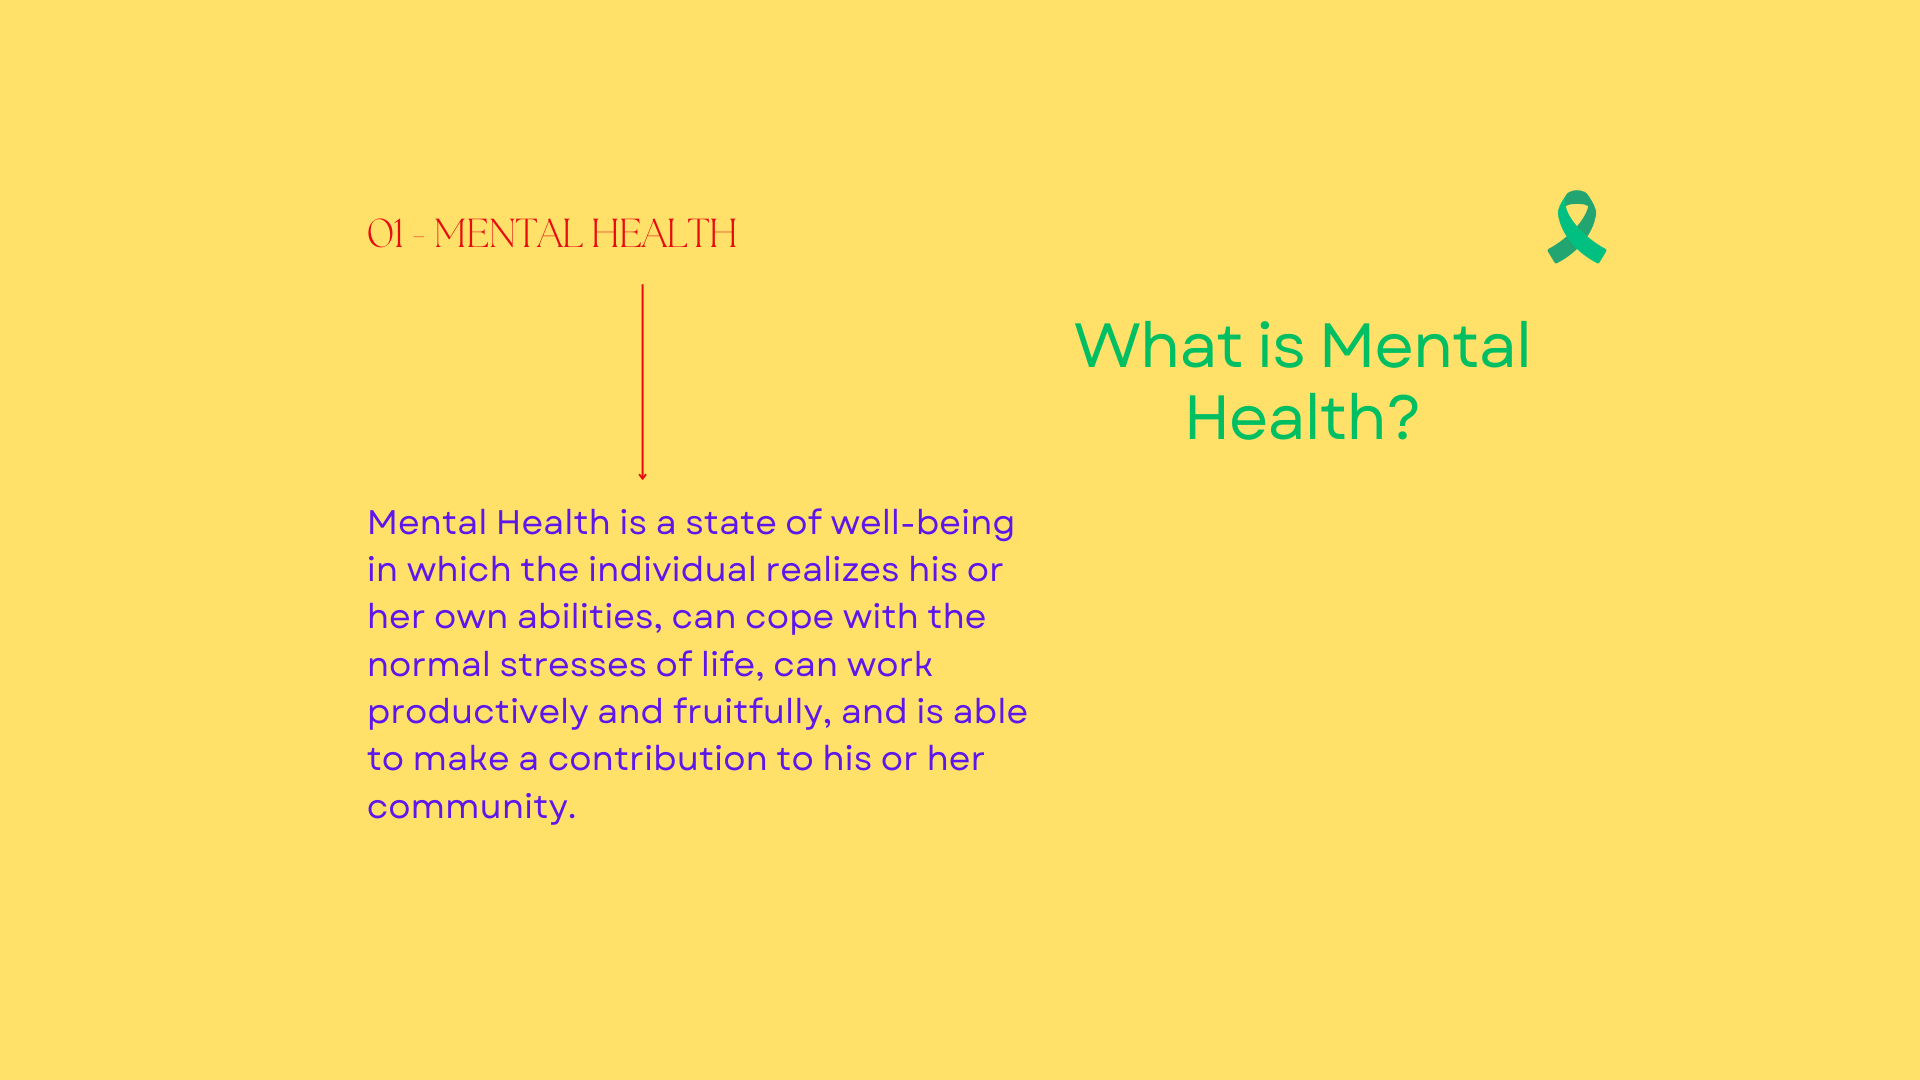 01 - MENTAL HEALTH
What is Mental
Health?
Mental Health is a state of well-being
in which the individual realizes his or
her own abilities, can cope with the
normal stresses of life, can work
productively and fruitfully, and is able
to make a contribution to his or her
community.